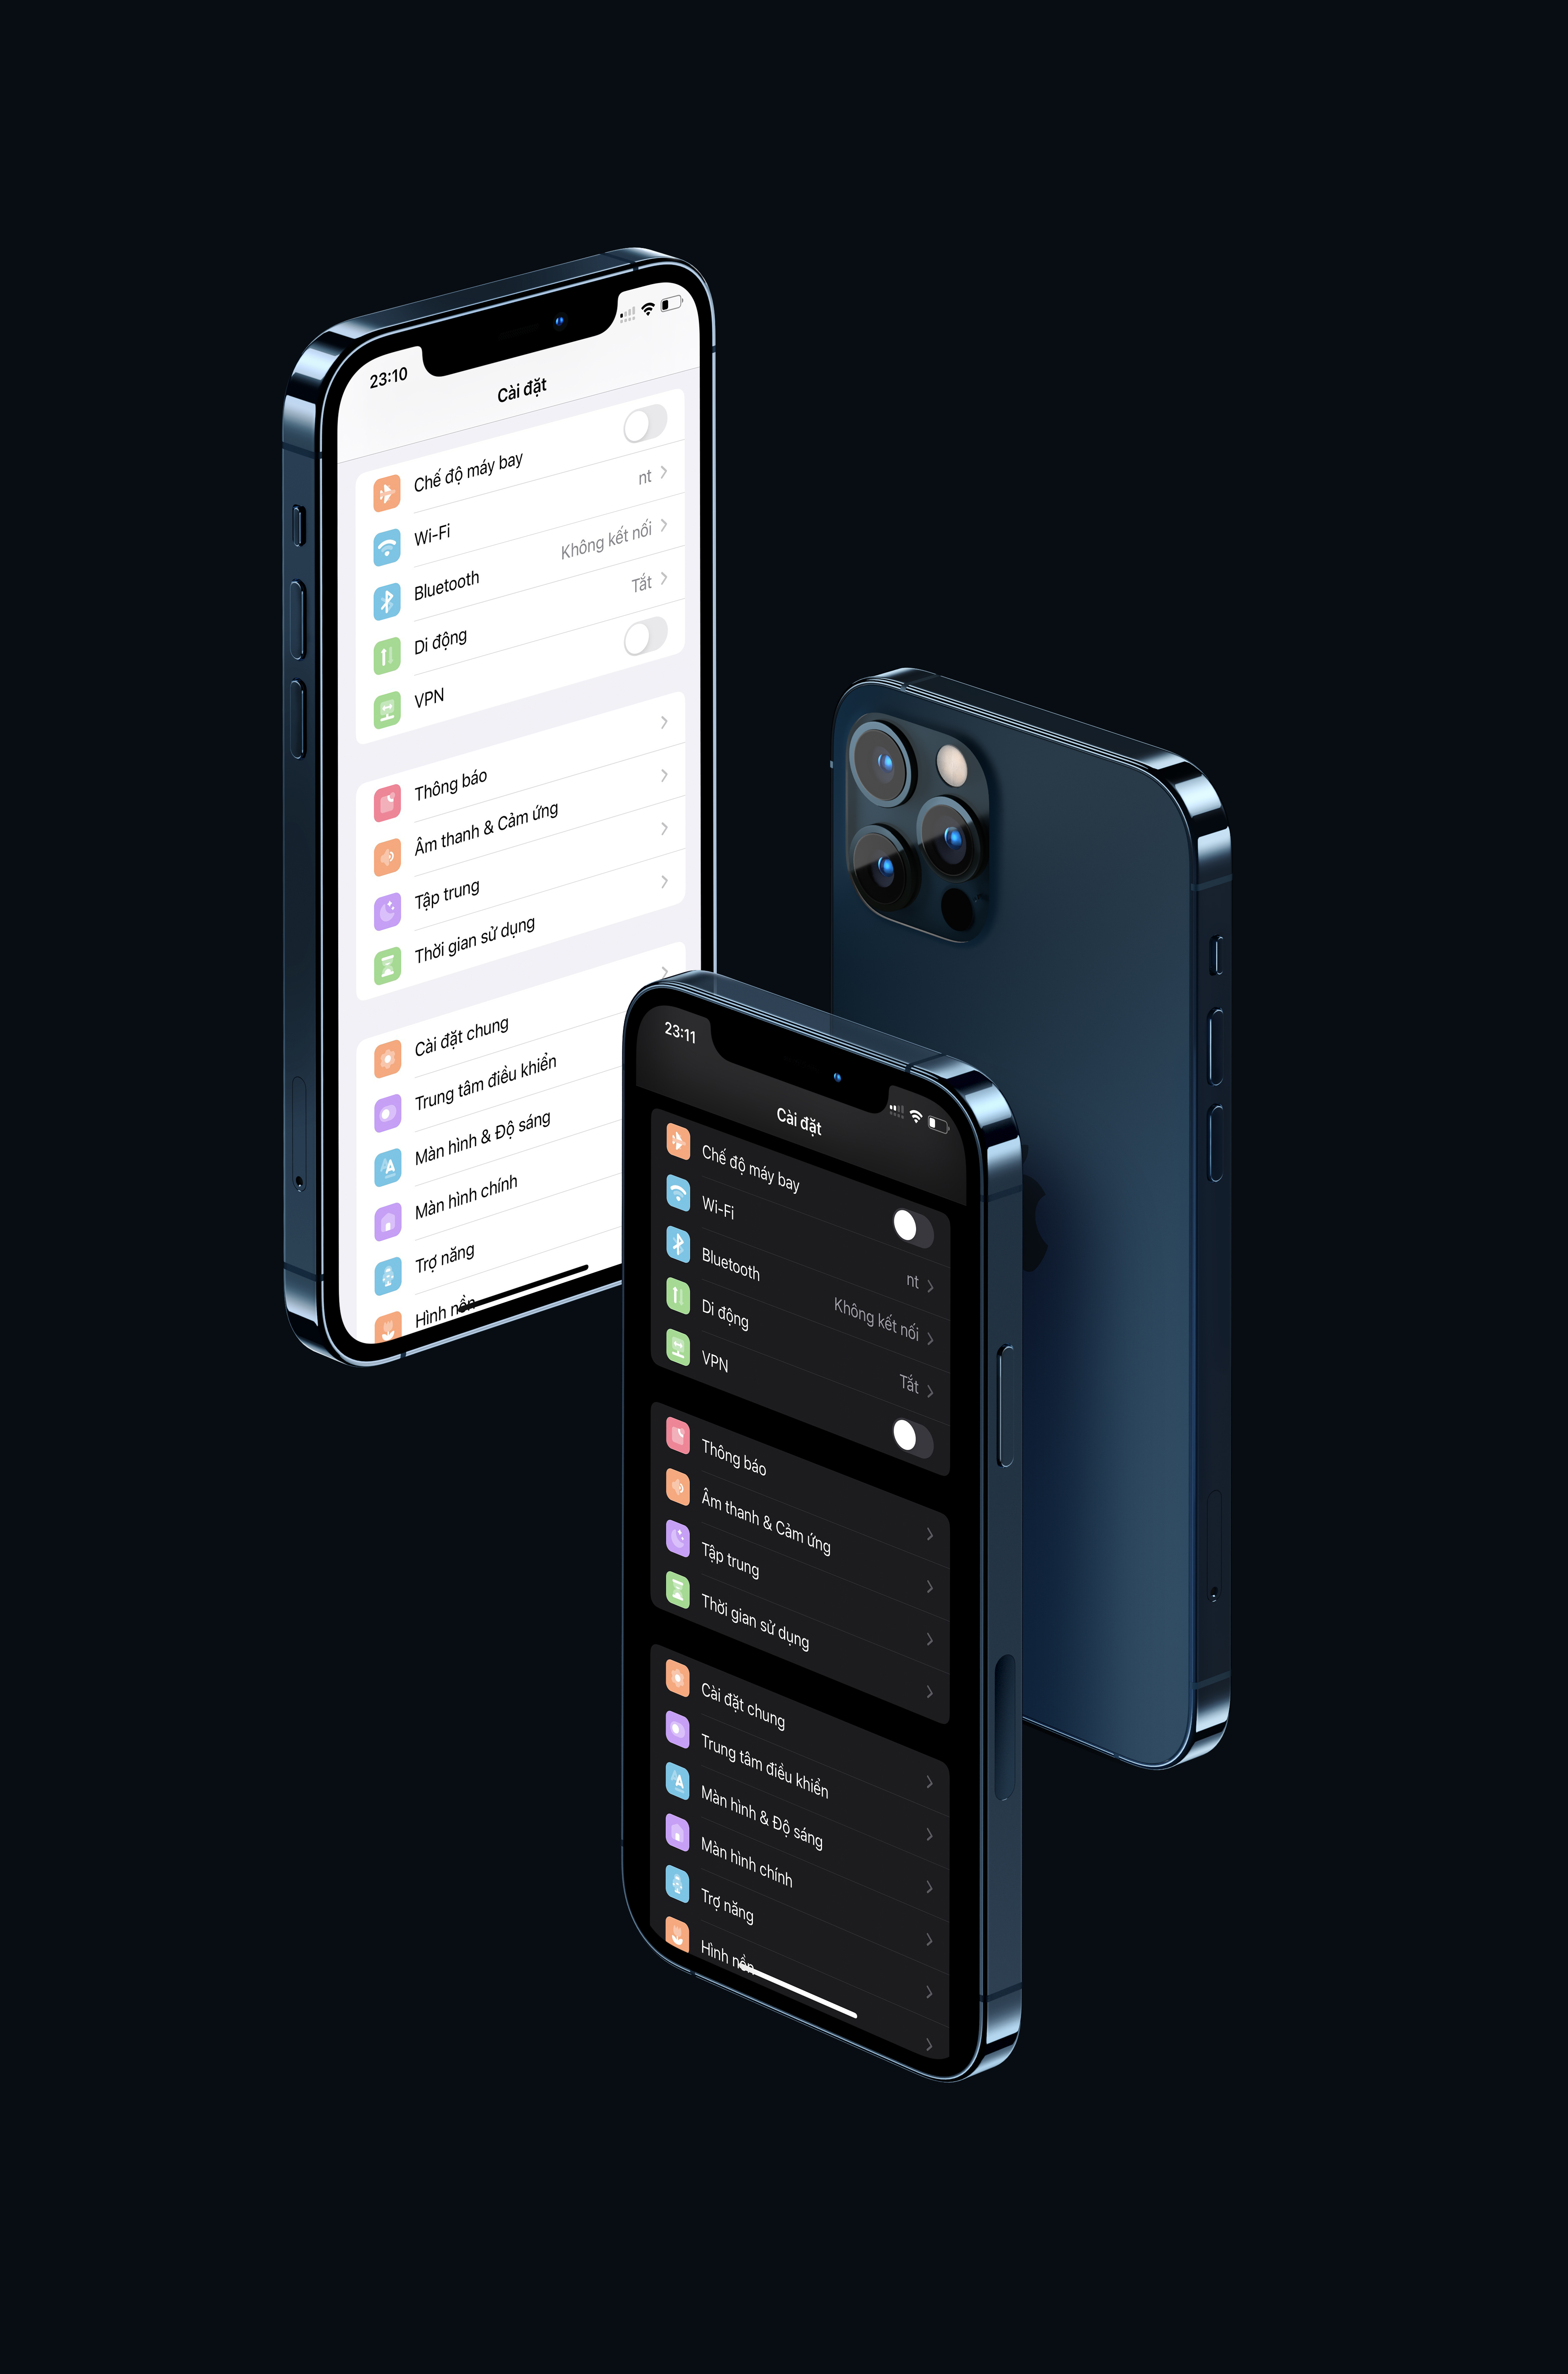 23:10
Cài đặt
Chế độ máy bay
Wi-Fi
nt
Bluetooth
Không kết nối
Di động
Tắt
VPN
Thông báo
Âm thanh & Cảm ứng
Tập trung
Thời gian sử dụng
Cài đặt chung
Trung tâm điều khiển
Màn hình & Độ sáng
Màn hình chính
Trợ năng
Hình nền
23:11
Cài đặt
Chế độ máy bay
Wi-Fi
nt
Bluetooth
Không kết nối
Di động
Tắt
VPN
Thông báo
Âm thanh & Cảm ứng
Tập trung
Thời gian sử dụng
Cài đặt chung
Trung tâm điều khiển
Màn hình & Độ sáng
Màn hình chính
Trợ năng
Hình nền